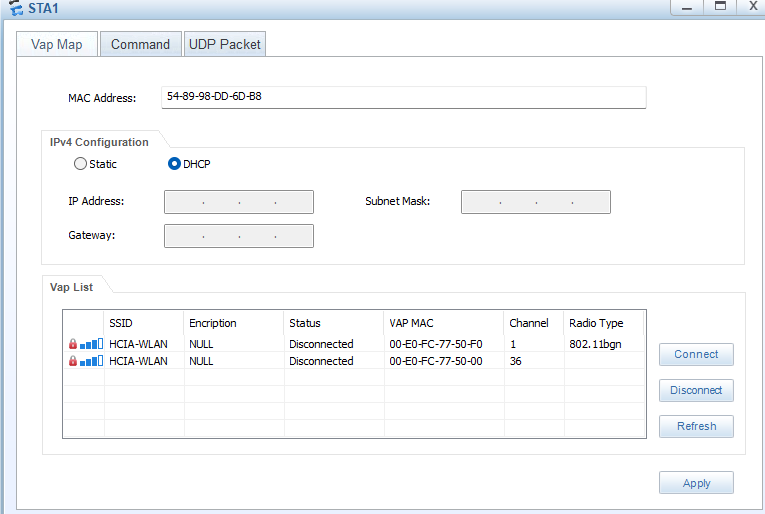 STA1
X
Vap Map Command UDP Packet
MAC Address: 54-89-98-DD-6D-B8
IPv4 Configuration
Static DHCP
IP Address: . . . Subnet Mask: . . .
Gateway: . . .
Vap List
SSID Encription Status VAP MAC Channel Radio Type
HCIA-WLAN NULL Disconnected 00-E0-FC-77-50-F0 1 802.11bgn
HCIA-WLAN NULL Disconnected 00-E0-FC-77-50-00 36
Connect
Disconnect
Refresh
Apply